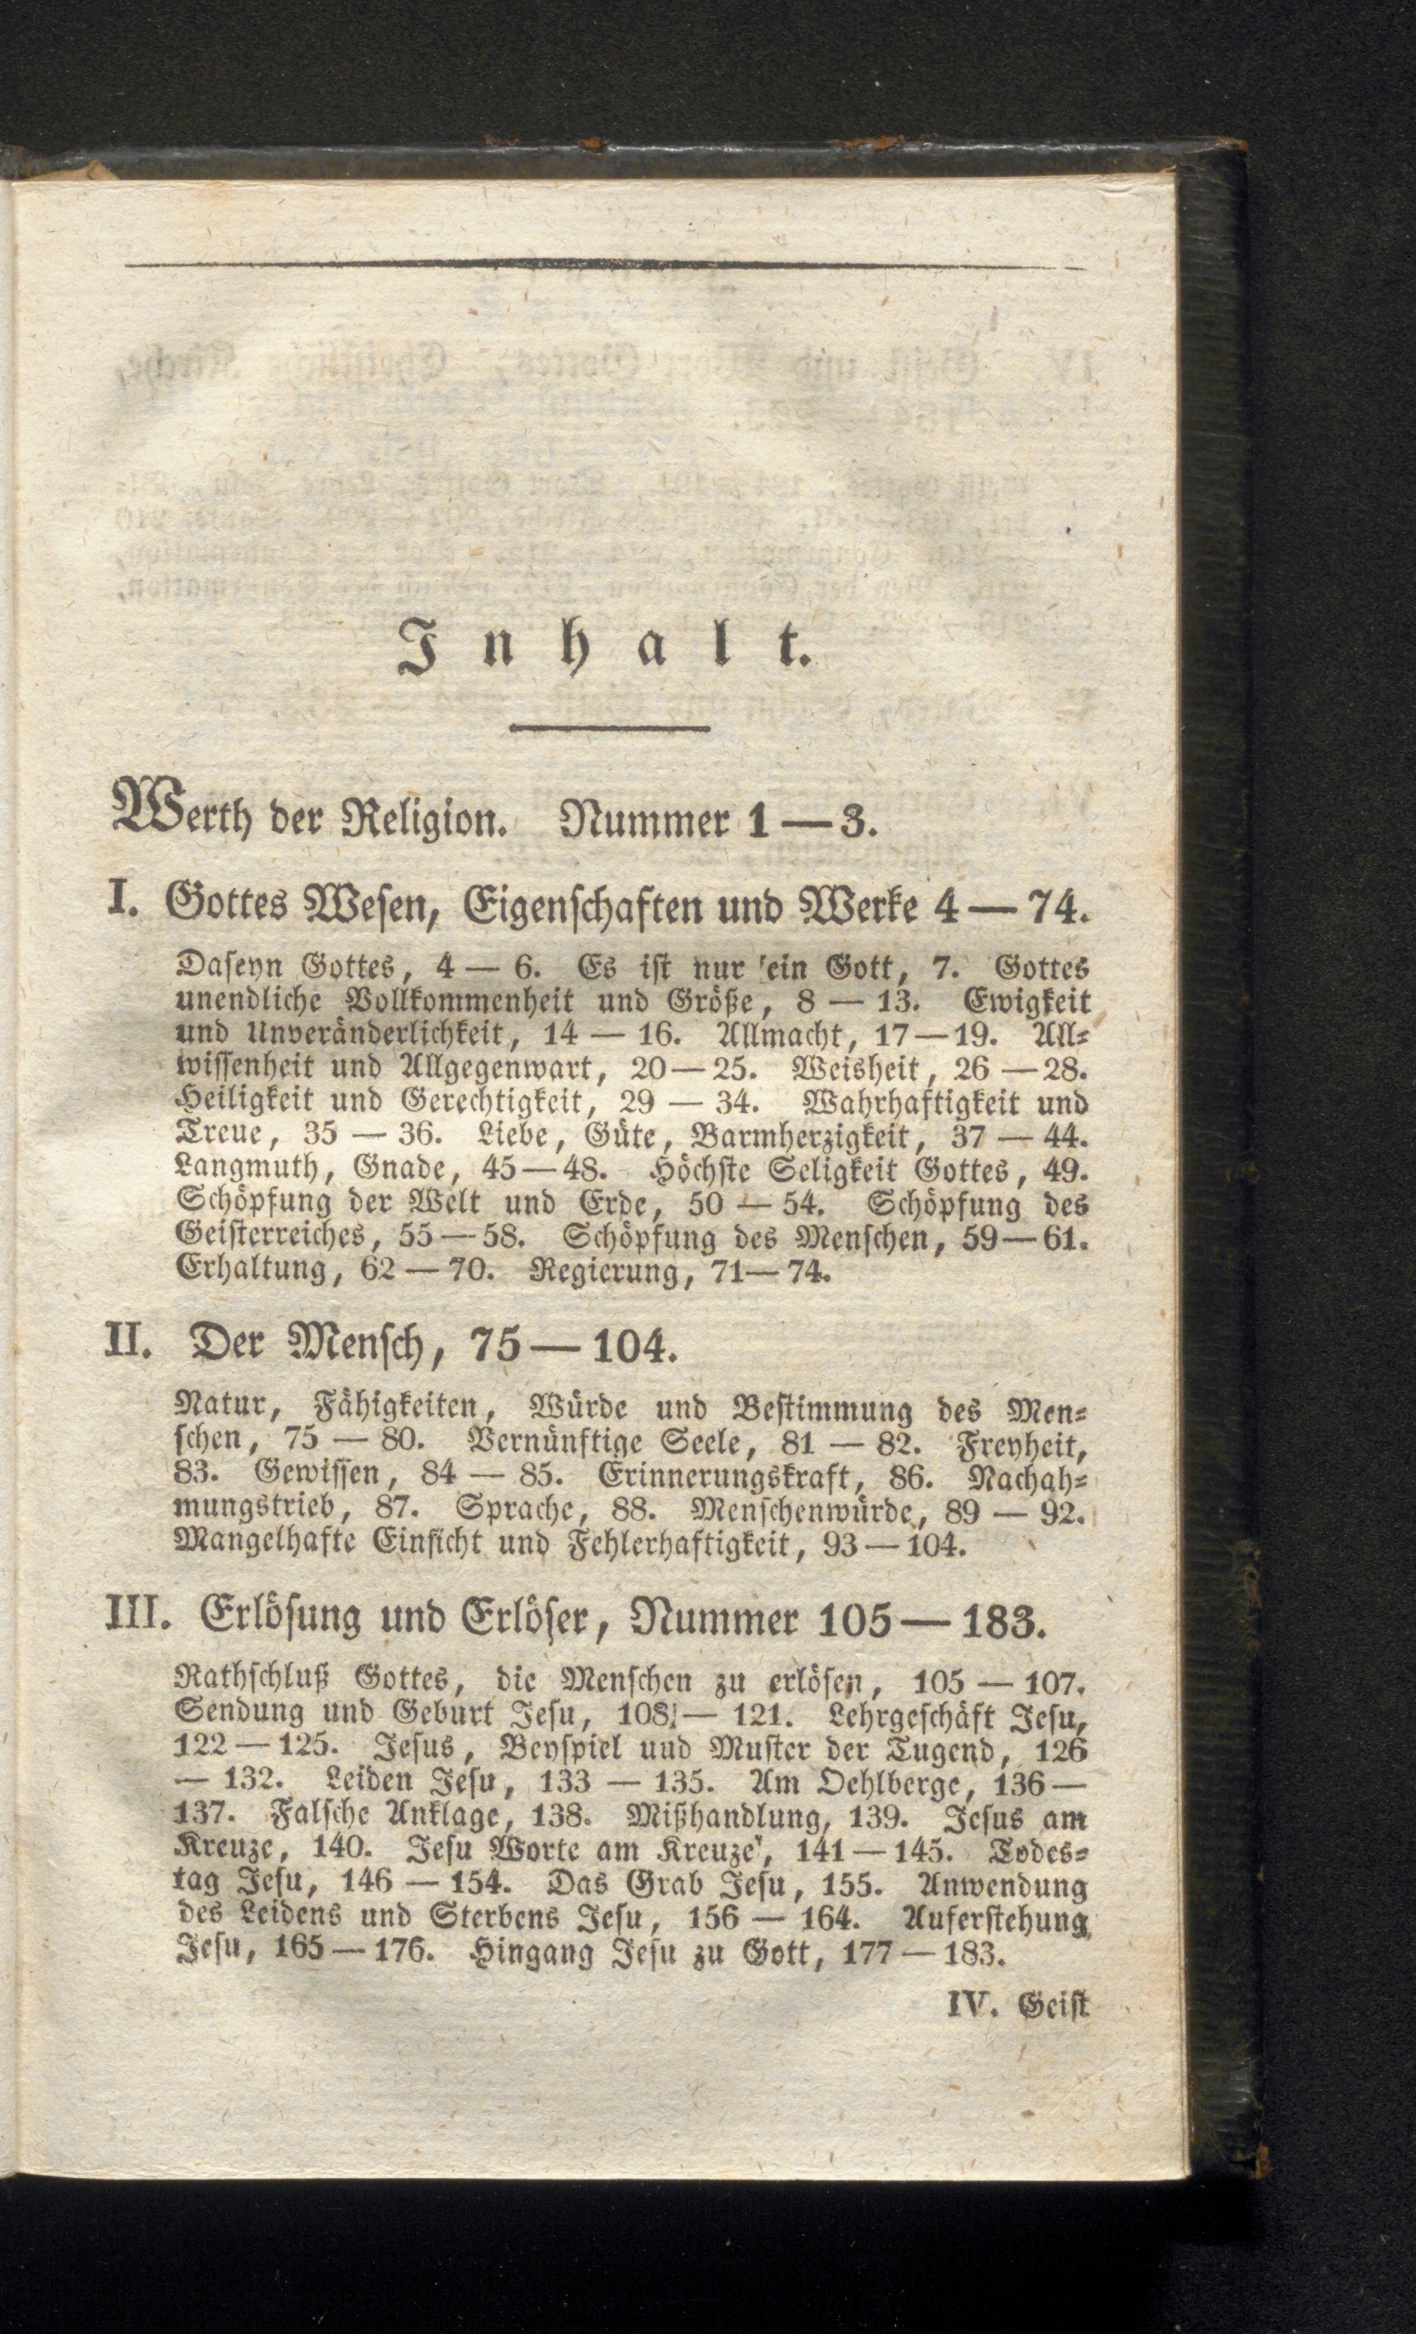 Inhalt.
Werth der Religion. Nummer 1 — 3.
I. Gottes Wesen, Eigenschaften und Werke 4 — 74.
Daseyn Gottes, 4 — 6. Es ist nur ein Gott, 7. Gottes
unendliche Vollkommenheit und Größe, 8 — 13. Ewigkeit
und Unveränderlichkeit, 14 — 16. Allmacht, 17 — 19. All-
wissenheit und Allgegenwart, 20 — 25. Weisheit, 26 — 28.
Heiligkeit und Gerechtigkeit, 29 — 34. Wahrhaftigkeit und
Treue, 35 — 36. Liebe, Güte, Barmherzigkeit, 37 — 44.
Langmuth, Gnade, 45 — 48. Höchste Seligkeit Gottes, 49.
Schöpfung der Welt und Erde, 50 — 54. Schöpfung des
Geisterreiches, 55 — 58. Schöpfung des Menschen, 59 — 61.
Erhaltung, 62 — 70. Regierung, 71 — 74.
II. Der Mensch, 75 — 104.
Natur, Fähigkeiten, Würde und Bestimmung des Men-
schen, 75 — 80. Vernünftige Seele, 81 — 82. Freyheit,
83. Gewissen, 84 — 85. Erinnerungskraft, 86. Nachah-
mungstrieb, 87. Sprache, 88. Menschenwürde, 89 — 92.
Mangelhafte Einsicht und Fehlerhaftigkeit, 93 — 104.
III. Erlösung und Erlöser, Nummer 105 — 183.
Rathschluß Gottes, die Menschen zu erlösen, 105 — 107.
Sendung und Geburt Jesu, 108 — 121. Lehrgeschäft Jesu,
122 — 125. Jesus, Beyspiel uud Muster der Tugend, 126
— 132. Leiden Jesu, 133 — 135. Am Oehlberge, 136 —
137. Falsche Anklage, 138. Mißhandlung, 139. Jesus am
Kreuze, 140. Jesu Worte am Kreuze, 141 — 145. Todes-
tag Jesu, 146 — 154. Das Grab Jesu, 155. Anwendung
des Leidens und Sterbens Jesu, 156 — 164. Auferstehung
Jesu, 165 — 176. Hingang Jesu zu Gott, 177 — 183.
IV. Geist